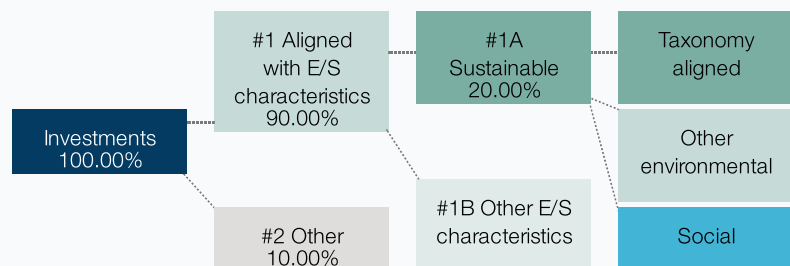 Investments
100.00%
#1 Aligned
with E/S
characteristics
90.00%
#2 Other
10.00%
#1A
Sustainable
20.00%
#1B Other E/S
characteristics
Taxonomy
aligned
Other
environmental
Social